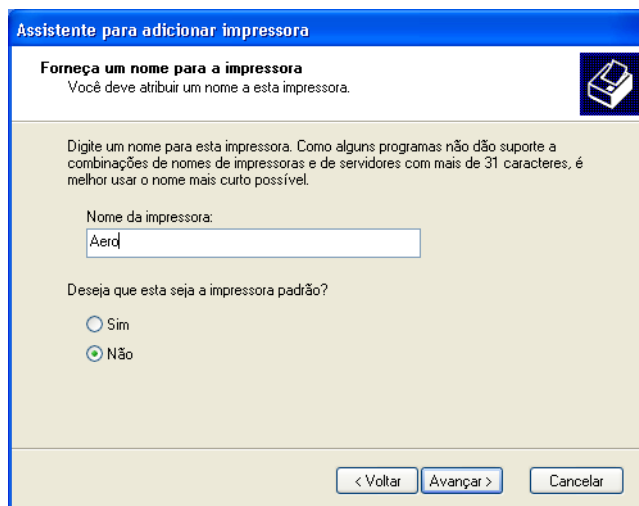 Assistente para adicionar impressora
Forneça um nome para a impressora
Você deve atribuir um nome a esta impressora.
Digite um nome para esta impressora. Como alguns programas não dão suporte a
combinações de nomes de impressoras e de servidores com mais de 31 caracteres, é
melhor usar o nome mais curto possível.
Nome da impressora:
Aero
Deseja que esta seja a impressora padrão?
Sim
Não
< Voltar
Avançar >
Cancelar